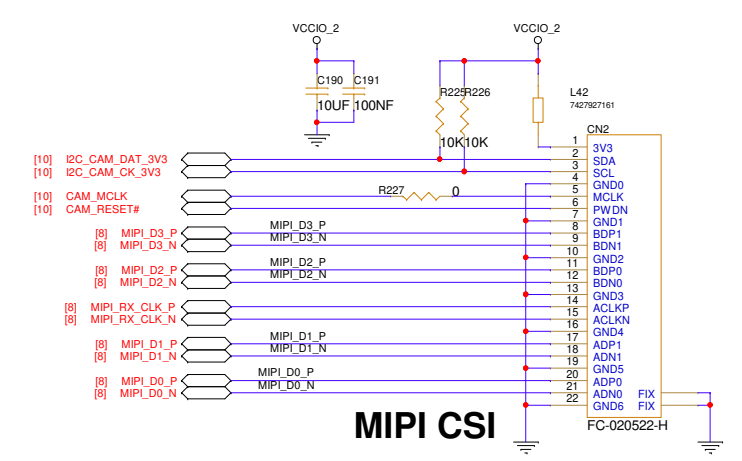 VCCIO_2
VCCIO_2
C190 C191
10UF 100NF
R225 R226
10K 10K
L42
7427927161
CN2
1 3V3
[10] I2C_CAM_DAT_3V3 2 SDA
[10] I2C_CAM_CK_3V3 3 SCL
4 GND0
[10] CAM_MCLK R227 0 5 MCLK
[10] CAM_RESET# 6 PWDN
7 GND1
[8] MIPI_D3_P MIPI_D3_P 8 BDP1
[8] MIPI_D3_N MIPI_D3_N 9 BDN1
10 GND2
[8] MIPI_D2_P MIPI_D2_P 11 BDP0
[8] MIPI_D2_N MIPI_D2_N 12 BDN0
13 GND3
[8] MIPI_RX_CLK_P 14 ACLKP
[8] MIPI_RX_CLK_N 15 ACLKN
16 GND4
[8] MIPI_D1_P MIPI_D1_P 17 ADP1
[8] MIPI_D1_N MIPI_D1_N 18 ADN1
19 GND5
[8] MIPI_D0_P MIPI_D0_P 20 ADP0
[8] MIPI_D0_N MIPI_D0_N 21 ADN0 FIX
22 GND6 FIX
MIPI CSI
FC-020522-H